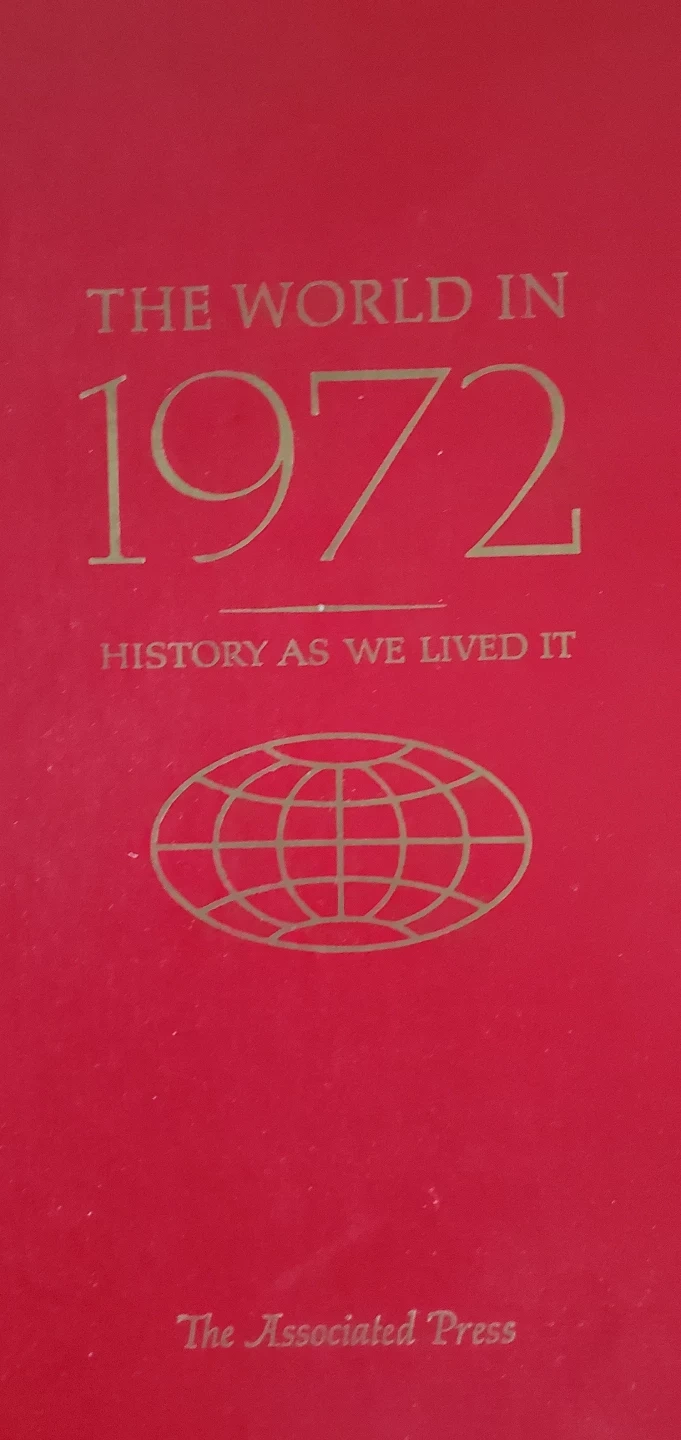 THE WORLD IN
1972
HISTORY AS WE LIVED IT
The Associated Press